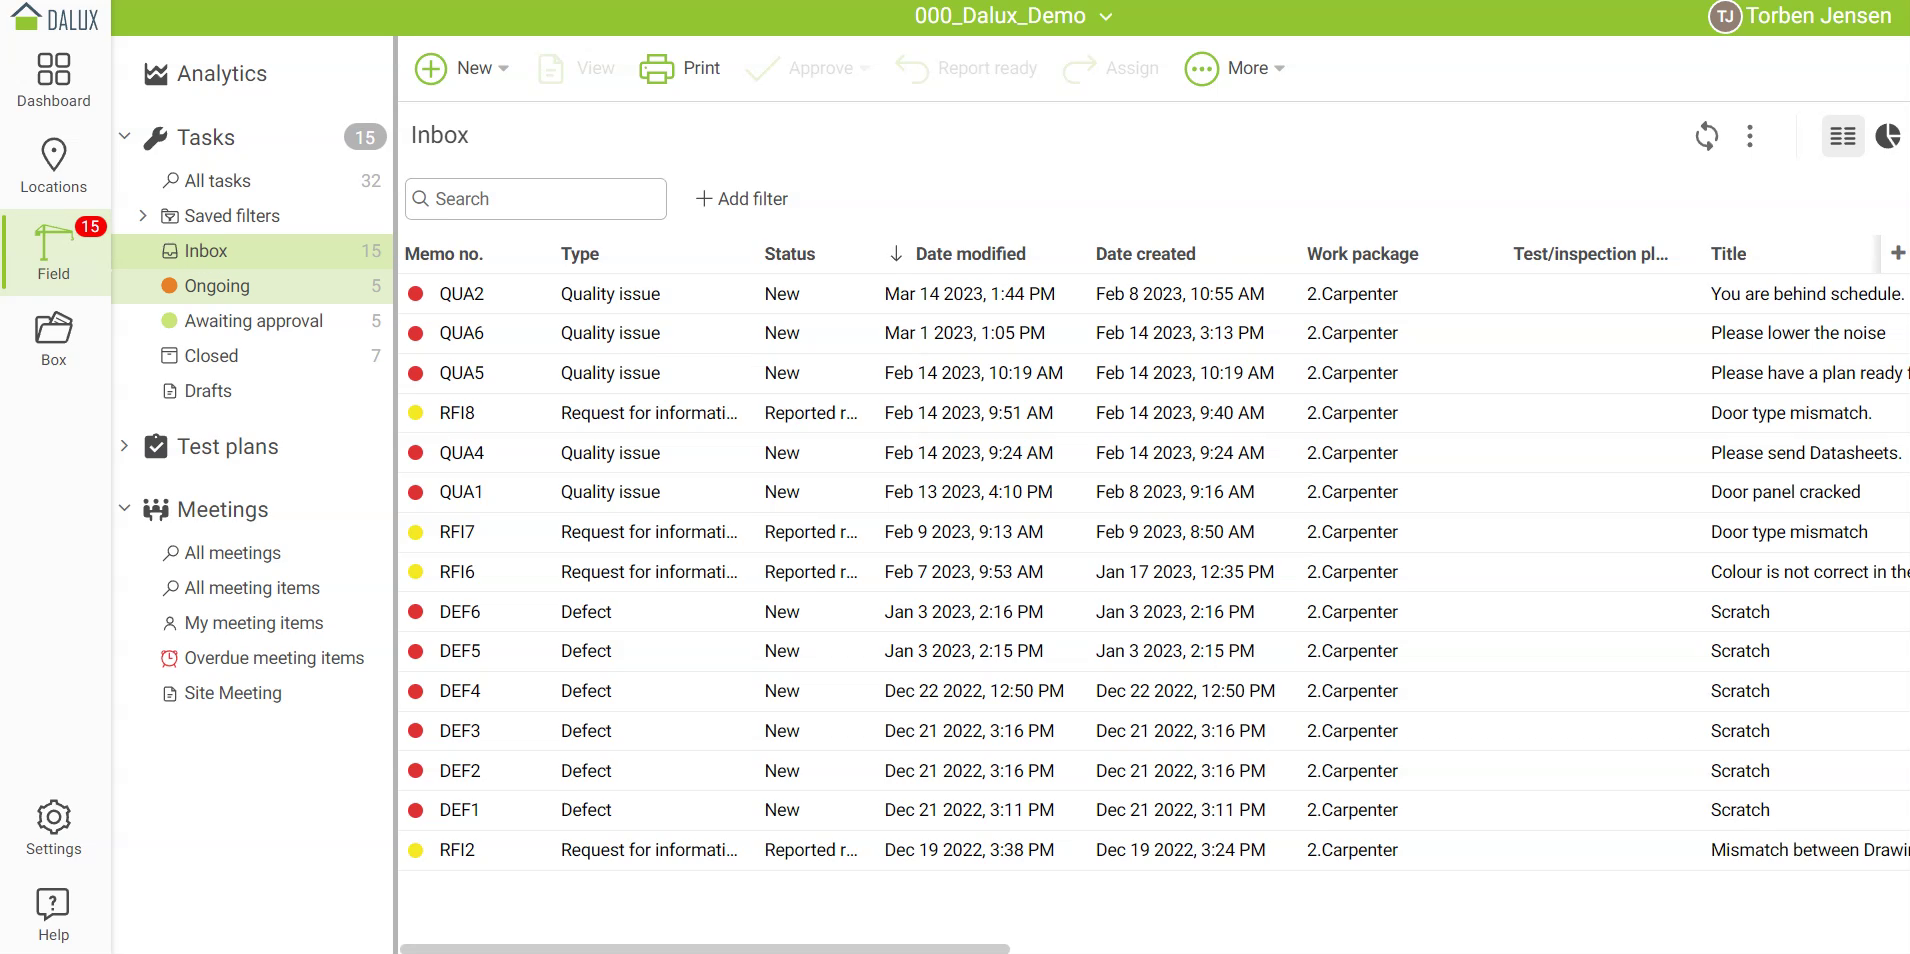 DALUX
000_Dalux_Demo
TJ Torben Jensen
Dashboard
Locations
15
Field
Box
Settings
Help
Analytics
Tasks 15
All tasks 32
Saved filters
Inbox 15
Ongoing 5
Awaiting approval 5
Closed 7
Drafts
Test plans
Meetings
All meetings
All meeting items
My meeting items
Overdue meeting items
Site Meeting
New View Print Approve Report ready Assign More
Inbox
Search + Add filter
Memo no. Type Status Date modified Date created Work package Test/inspection pl... Title
QUA2 Quality issue New Mar 14 2023, 1:44 PM Feb 8 2023, 10:55 AM 2.Carpenter You are behind schedule.
QUA6 Quality issue New Mar 1 2023, 1:05 PM Feb 14 2023, 3:13 PM 2.Carpenter Please lower the noise
QUA5 Quality issue New Feb 14 2023, 10:19 AM Feb 14 2023, 10:19 AM 2.Carpenter Please have a plan ready f
RFI8 Request for informati... Reported r... Feb 14 2023, 9:51 AM Feb 14 2023, 9:40 AM 2.Carpenter Door type mismatch.
QUA4 Quality issue New Feb 14 2023, 9:24 AM Feb 14 2023, 9:24 AM 2.Carpenter Please send Datasheets.
QUA1 Quality issue New Feb 13 2023, 4:10 PM Feb 8 2023, 9:16 AM 2.Carpenter Door panel cracked
RFI7 Request for informati... Reported r... Feb 9 2023, 9:13 AM Feb 9 2023, 8:50 AM 2.Carpenter Door type mismatch
RFI6 Request for informati... Reported r... Feb 7 2023, 9:53 AM Jan 17 2023, 12:35 PM 2.Carpenter Colour is not correct in the
DEF6 Defect New Jan 3 2023, 2:16 PM Jan 3 2023, 2:16 PM 2.Carpenter Scratch
DEF5 Defect New Jan 3 2023, 2:15 PM Jan 3 2023, 2:15 PM 2.Carpenter Scratch
DEF4 Defect New Dec 22 2022, 12:50 PM Dec 22 2022, 12:50 PM 2.Carpenter Scratch
DEF3 Defect New Dec 21 2022, 3:16 PM Dec 21 2022, 3:16 PM 2.Carpenter Scratch
DEF2 Defect New Dec 21 2022, 3:16 PM Dec 21 2022, 3:16 PM 2.Carpenter Scratch
DEF1 Defect New Dec 21 2022, 3:11 PM Dec 21 2022, 3:11 PM 2.Carpenter Scratch
RFI2 Request for informati... Reported r... Dec 19 2022, 3:38 PM Dec 19 2022, 3:24 PM 2.Carpenter Mismatch between Drawi